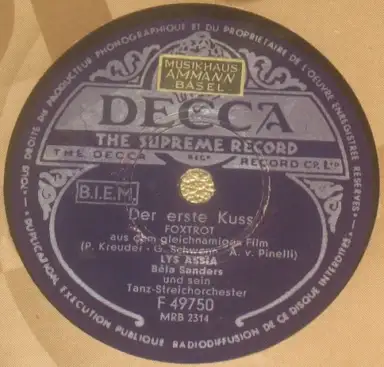 TOUS DROITS DU PRODUCTEUR PHONOGRAPHIQUE ET DU PROPRIETAIRE DE L'OEUVRE ENREGISTREE RESERVES
MUSIKHAUS
AMMANN
BASEL
DECCA
THE SUPREME RECORD
THE DECCA REG. RECORD CO. LTD
B.I.E.M.
Der erste Kuss
FOXTROT
aus dem gleichnamigen Film
(P. Kreuder - G. Schwenn - A. v. Pinelli)
LYS ASSIA
Béla Sanders
und sein
Tanz-Streichorchester
F 49750
MRB 2314
DUPLICATION EXECUTION PUBLIQUE RADIODIFFUSION DE CE DISQUE INTERDITES